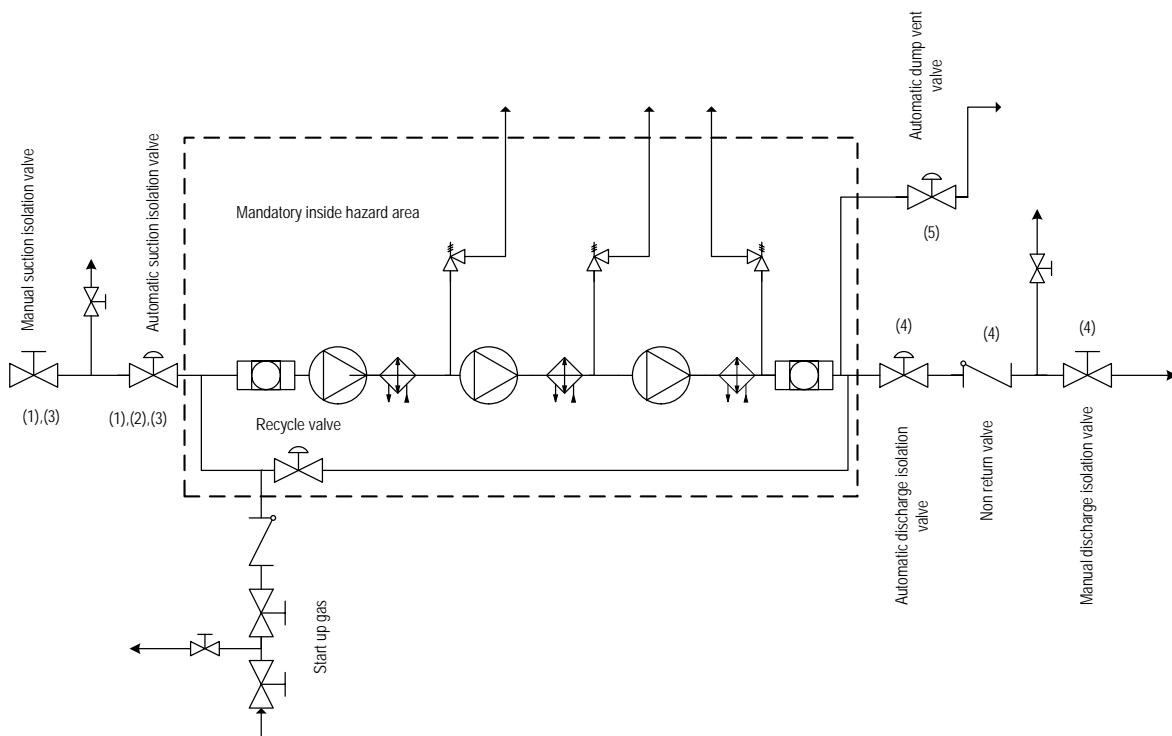 Manual suction isolation valve
(1),(3)
Automatic suction isolation valve
(1),(2),(3)
Mandatory inside hazard area
Recycle valve
Start up gas
Automatic dump vent
valve
(5)
(4)
Automatic discharge isolation
valve
(4)
Non return valve
(4)
Manual discharge isolation valve